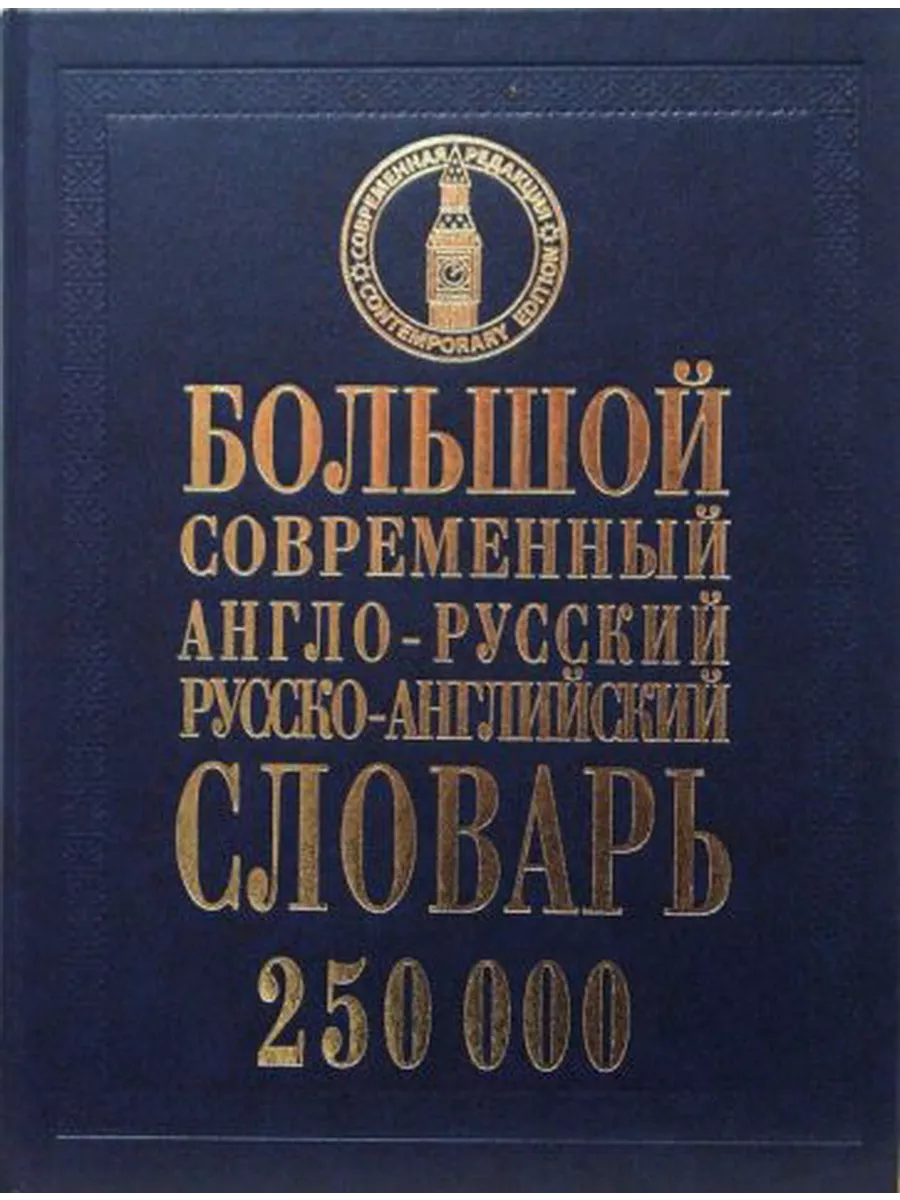 СОВРЕМЕННАЯ РЕДАКЦИЯ
CONTEMPORARY EDITION
БОЛЬШОЙ
СОВРЕМЕННЫЙ
АНГЛО-РУССКИЙ
РУССКО-АНГЛИЙСКИЙ
СЛОВАРЬ
250 000